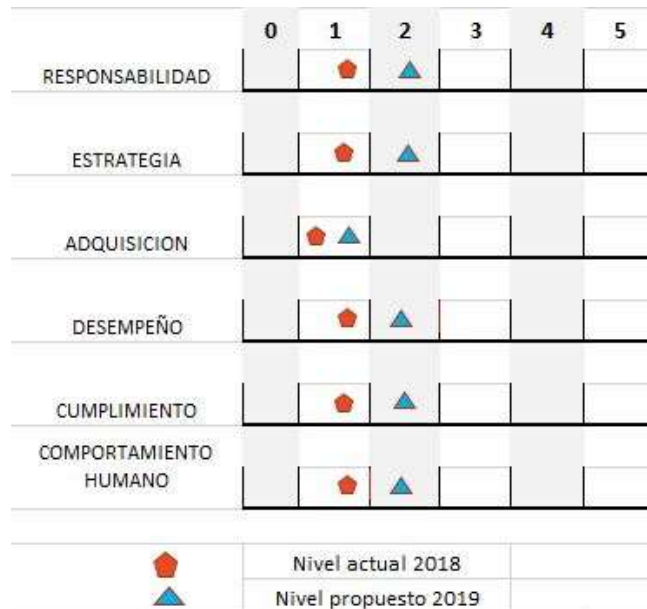 0 1 2 3 4 5
RESPONSABILIDAD
ESTRATEGIA
ADQUISICION
DESEMPEÑO
CUMPLIMIENTO
COMPORTAMIENTO
HUMANO
Nivel actual 2018
Nivel propuesto 2019